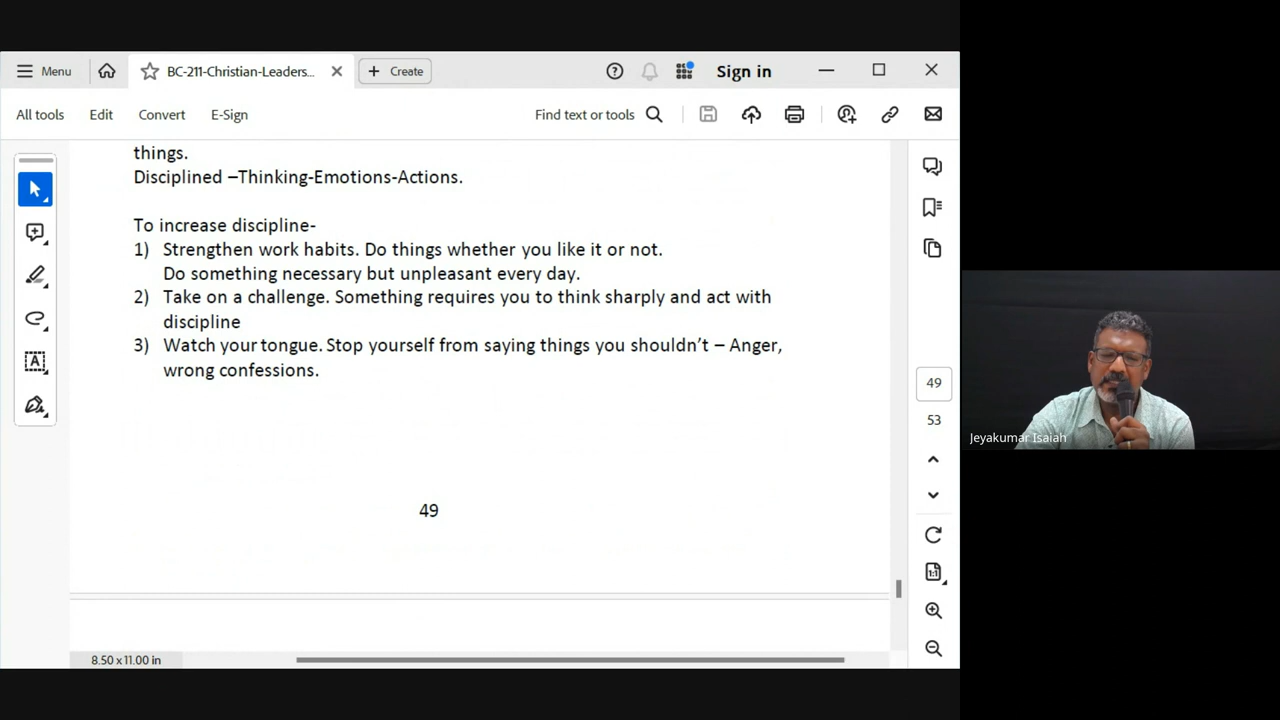 Menu
BC-211-Christian-Leaders...
Create
Sign in
All tools
Edit
Convert
E-Sign
Find text or tools
things.
Disciplined –Thinking-Emotions-Actions.
To increase discipline-
1) Strengthen work habits. Do things whether you like it or not.
Do something necessary but unpleasant every day.
2) Take on a challenge. Something requires you to think sharply and act with
discipline
3) Watch your tongue. Stop yourself from saying things you shouldn’t – Anger,
wrong confessions.
49
49
53
8.50 x 11.00 in
Jeyakumar Isaiah